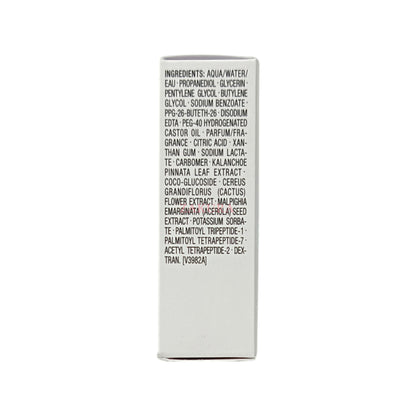 INGREDIENTS: AQUA/WATER/
EAU · PROPANEDIOL · GLYCERIN ·
PENTYLENE GLYCOL · BUTYLENE
GLYCOL · SODIUM BENZOATE ·
PPG-26-BUTETH-26 · DISODIUM
EDTA · PEG-40 HYDROGENATED
CASTOR OIL · PARFUM/FRA-
GRANCE · CITRIC ACID · XAN-
THAN GUM · SODIUM LACTA-
TE · CARBOMER · KALANCHOE
PINNATA LEAF EXTRACT ·
COCO-GLUCOSIDE · CEREUS
GRANDIFLORUS (CACTUS)
FLOWER EXTRACT · MALPIGHIA
EMARGINATA (ACEROLA) SEED
EXTRACT · POTASSIUM SORBA-
TE · PALMITOYL TRIPEPTIDE-1 ·
PALMITOYL TETRAPEPTIDE-7 ·
ACETYL TETRAPEPTIDE-2 · DEX-
TRAN. [V3982A]